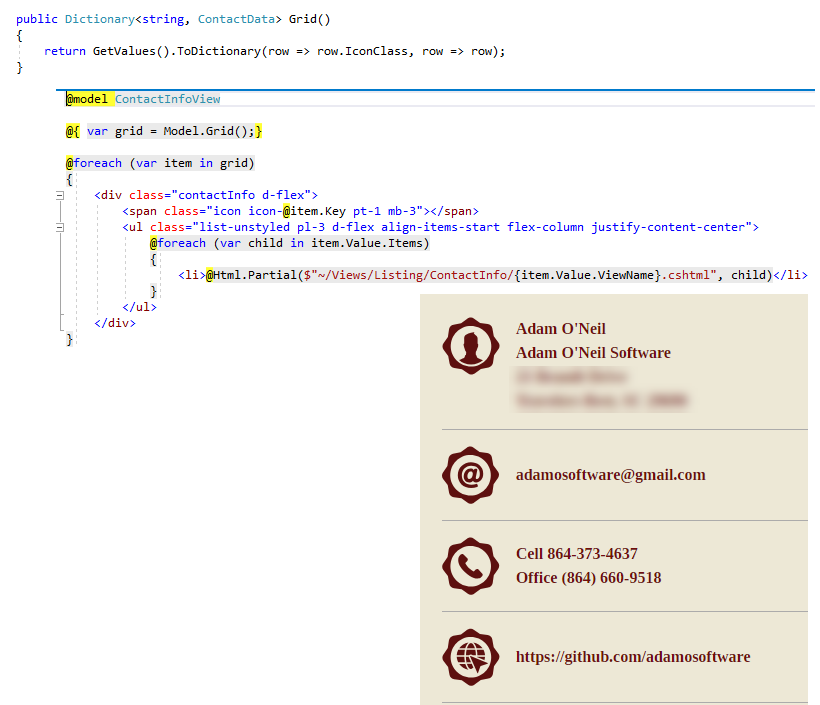 public Dictionary<string, ContactData> Grid()
{
return GetValues().ToDictionary(row => row.IconClass, row => row);
}
@model ContactInfoView
@{ var grid = Model.Grid();}
@foreach (var item in grid)
{
<div class="contactInfo d-flex">
<span class="icon icon-@item.Key pt-1 mb-3"></span>
<ul class="list-unstyled pl-3 d-flex align-items-start flex-column justify-content-center">
@foreach (var child in item.Value.Items)
{
<li>@Html.Partial($"~/Views/Listing/ContactInfo/{item.Value.ViewName}.cshtml", child)</li>
}
</ul>
</div>
}
Adam O'Neil
Adam O'Neil Software
@
adamosoftware@gmail.com
Cell 864-373-4637
Office (864) 660-9518
https://github.com/adamosoftware